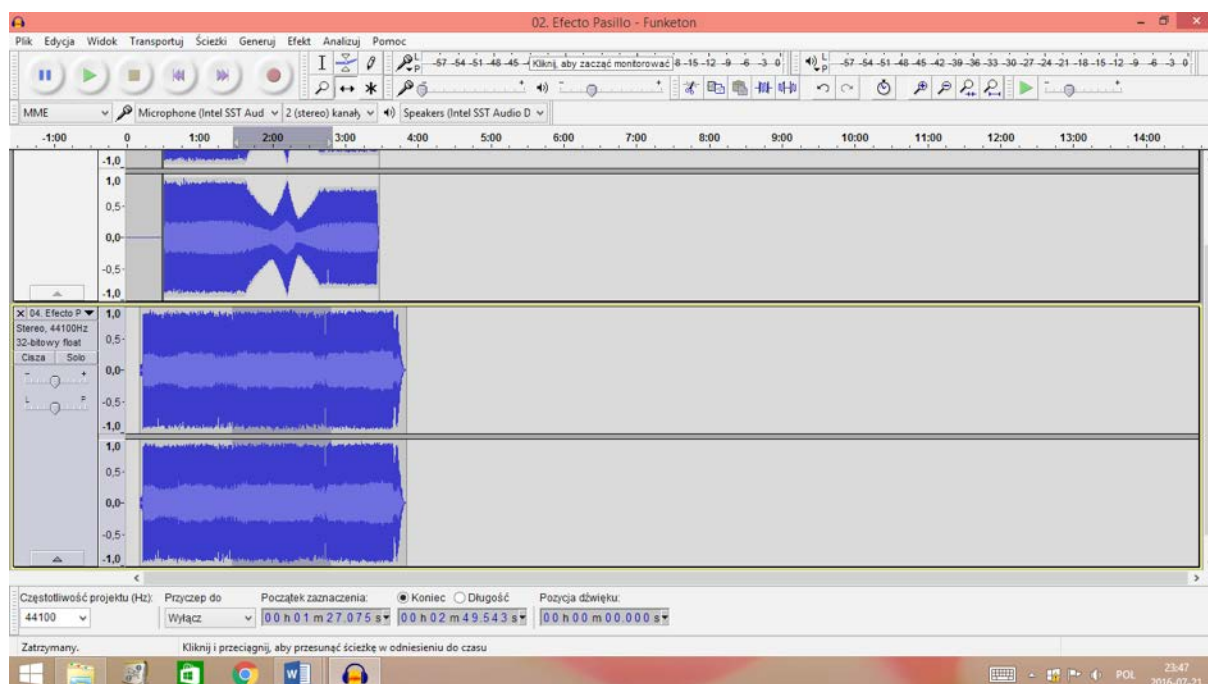 02. Efecto Pasillo - Funketon
Plik Edycja Widok Transportuj Ścieżki Generuj Efekt Analizuj Pomoc
L P -57 -54 -51 -48 -45 -4 Kliknij, aby zacząć monitorować 8 -15 -12 -9 -6 -3 0 L P -57 -54 -51 -48 -45 -42 -39 -36 -33 -30 -27 -24 -21 -18 -15 -12 -9 -6 -3 0
MME Microphone (Intel SST Aud 2 (stereo) kanały Speakers (Intel SST Audio D
-1:00 0 1:00 2:00 3:00 4:00 5:00 6:00 7:00 8:00 9:00 10:00 11:00 12:00 13:00 14:00
-1,0
1,0
0,5
0,0
-0,5
-1,0
04. Efecto P 1,0
Stereo, 44100Hz
32-bitowy float 0,5
Cisza Solo
0,0
L P -0,5
-1,0
1,0
0,5
0,0
-0,5
-1,0
Częstotliwość projektu (Hz): Przyczep do Początek zaznaczenia: Koniec Długość Pozycja dźwięku:
44100 Wyłącz 00 h 01 m 27.075 s 00 h 02 m 49.543 s 00 h 00 m 00.000 s
Zatrzymany. Kliknij i przeciągnij, aby przesunąć ścieżkę w odniesieniu do czasu
POL 23:47
2016-07-21